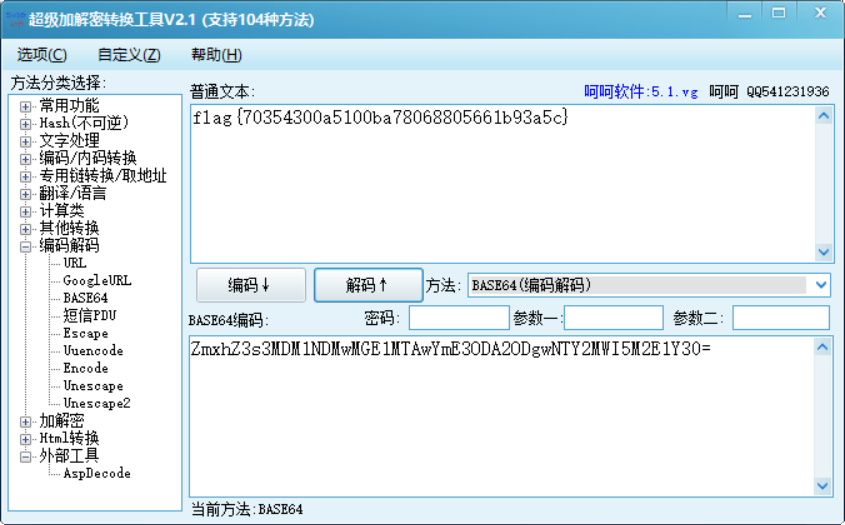 超级加解密转换工具V2.1 (支持104种方法)
选项(C) 自定义(Z) 帮助(H)
方法分类选择:
常用功能
Hash(不可逆)
文字处理
编码/内码转换
专用链转换/取地址
翻译/语言
计算类
其他转换
编码解码
URL
GoogleURL
BASE64
短信PDU
Escape
Uuencode
Encode
Unescape
Unescape2
加解密
Html转换
外部工具
AspDecode
普通文本: 呵呵软件:5.1.vg 呵呵 QQ541231936
flag{70354300a5100ba78068805661b93a5c}
编码↓ 解码↑ 方法: BASE64(编码解码)
BASE64编码: 密码: 参数一: 参数二:
ZmxhZ3s3MDM1NDMwMGE1MTAwYmE3ODA2ODgwNTY2MWI5M2E1Y30=
当前方法:BASE64